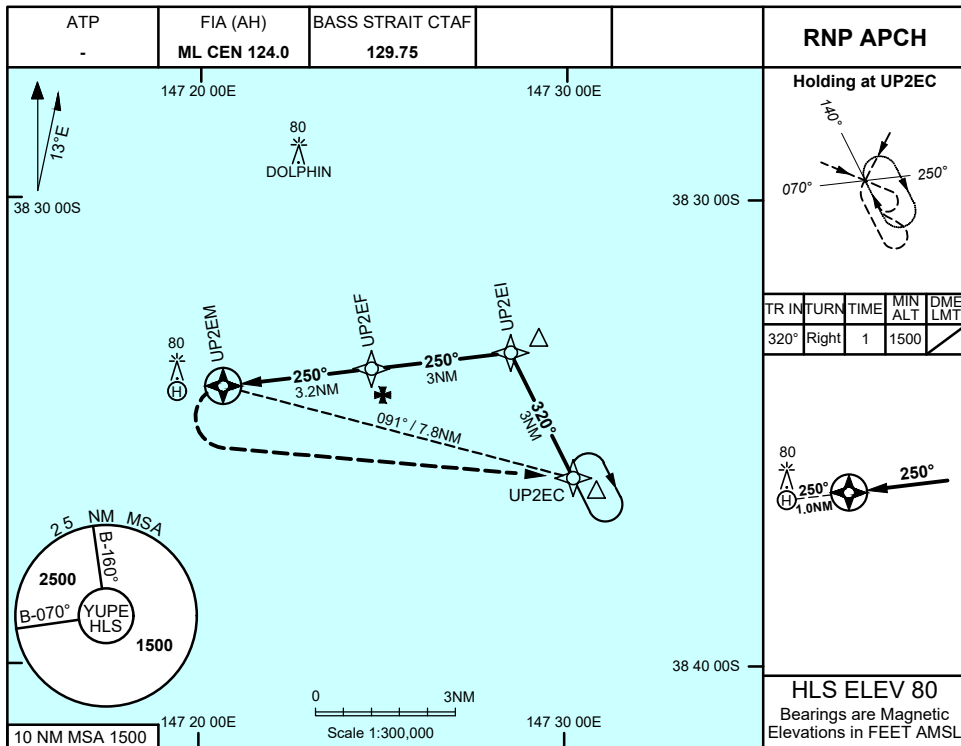 ATP
-
FIA (AH)
ML CEN 124.0
BASS STRAIT CTAF
129.75
RNP APCH
147 20 00E
147 30 00E
13°E
80
DOLPHIN
38 30 00S
38 30 00S
Holding at UP2EC
140°
070°
250°
TR IN TURN TIME MIN ALT DME LMT
320° Right 1 1500
UP2EM
UP2EF
UP2EI
80
H
250°
3.2NM
250°
3NM
320°
3NM
091° / 7.8NM
UP2EC
80
H
250°
1.0NM
250°
25 NM MSA
B-160°
2500
B-070°
YUPE
HLS
1500
38 40 00S
0 3NM
Scale 1:300,000
147 20 00E
147 30 00E
10 NM MSA 1500
HLS ELEV 80
Bearings are Magnetic
Elevations in FEET AMSL